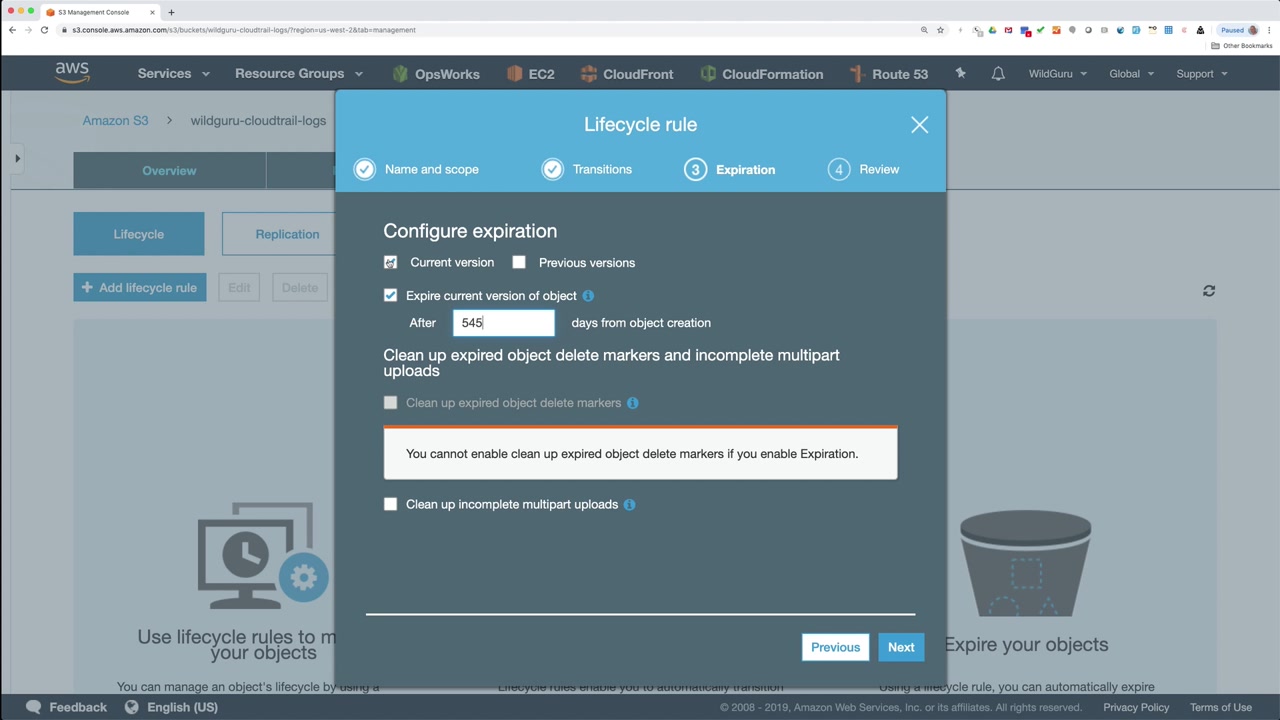 S3 Management Console
s3.console.aws.amazon.com/s3/buckets/wildguru-cloudtrail-logs/?region=us-west-2&tab=management
Paused
Other Bookmarks
aws
Services
Resource Groups
OpsWorks
EC2
CloudFront
CloudFormation
Route 53
WildGuru
Global
Support
Amazon S3 > wildguru-cloudtrail-logs
Overview
Lifecycle
Replication
+ Add lifecycle rule
Edit
Delete
Lifecycle rule
Name and scope
Transitions
3 Expiration
4 Review
Configure expiration
Current version
Previous versions
Expire current version of object
After 545 days from object creation
Clean up expired object delete markers and incomplete multipart
uploads
Clean up expired object delete markers
You cannot enable clean up expired object delete markers if you enable Expiration.
Clean up incomplete multipart uploads
Previous
Next
Use lifecycle rules to m
your objects
You can manage an object's lifecycle by using a
Lifecycle rules enable you to automatically transition
Expire your objects
Using a lifecycle rule, you can automatically expire
Feedback
English (US)
© 2008 - 2019, Amazon Web Services, Inc. or its affiliates. All rights reserved.
Privacy Policy
Terms of Use